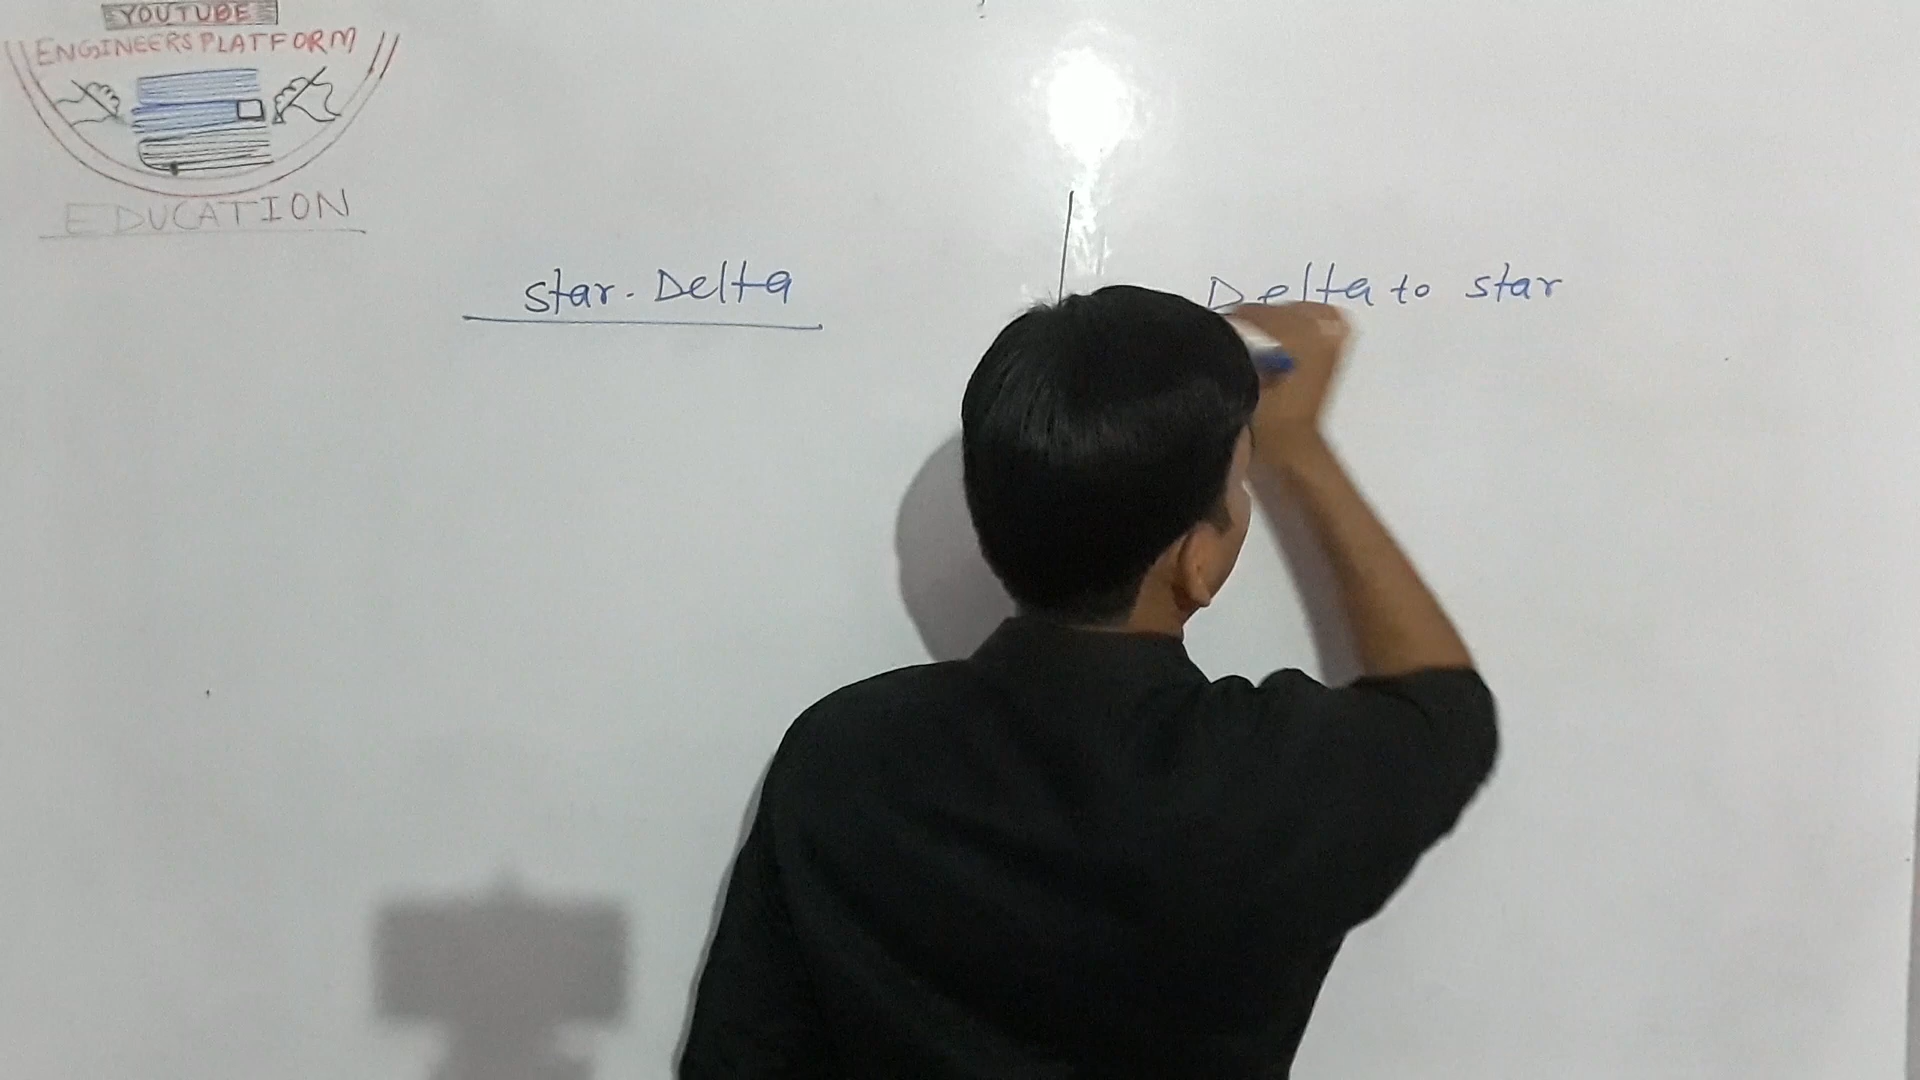 YOUTUBE
ENGINEERS PLATFORM
EDUCATION
Star - Delta
Delta to star